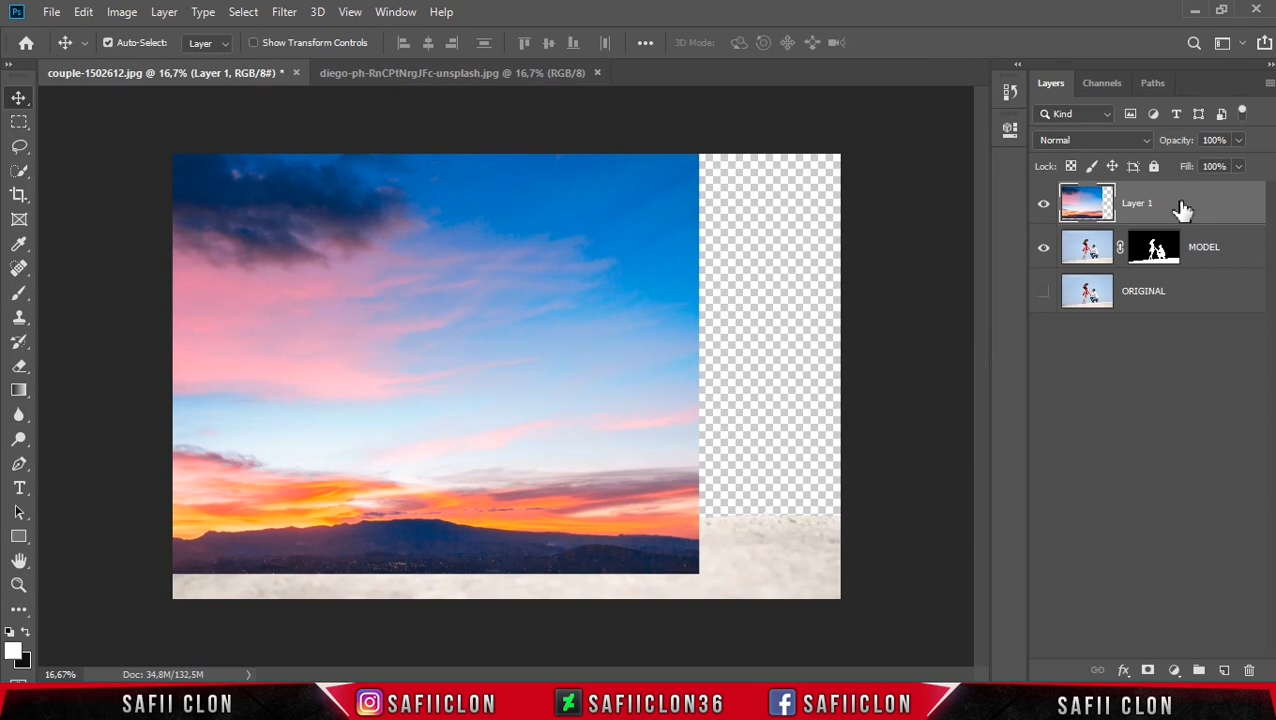 Ps File Edit Image Layer Type Select Filter 3D View Window Help
Auto-Select: Layer Show Transform Controls 3D Mode:
couple-1502612.jpg @ 16,7% (Layer 1, RGB/8#) * diego-ph-RnCPtNrgJFc-unsplash.jpg @ 16,7% (RGB/8)
Layers Channels Paths
Kind
Normal Opacity: 100%
Lock: Fill: 100%
Layer 1
MODEL
ORIGINAL
16,67% Doc: 34,8M/132,5M
SAFII CLON SAFIICLON SAFIICLON36 SAFIICLON SAFII CLON